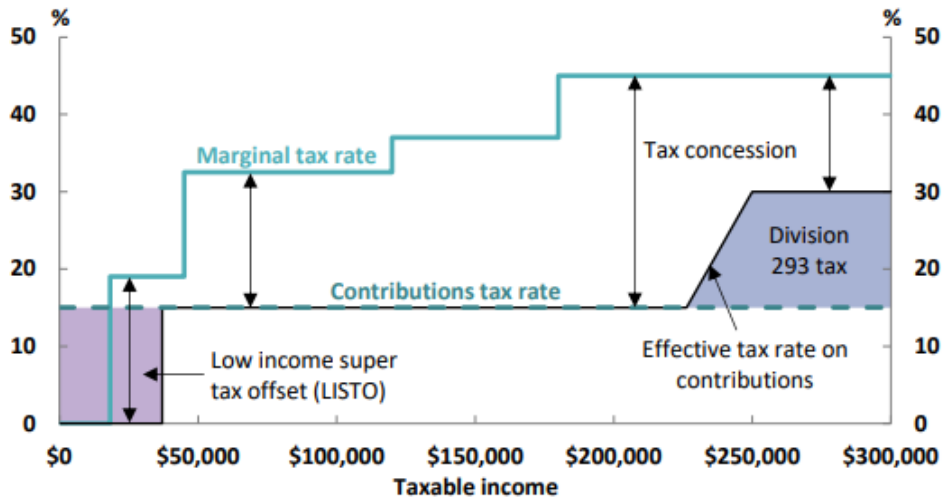 % %
50 50
40 40
Marginal tax rate
Tax concession
30 30
Division
293 tax
20 20
Contributions tax rate
10 10
Low income super
tax offset (LISTO)
Effective tax rate on
contributions
0 0
$0 $50,000 $100,000 $150,000 $200,000 $250,000 $300,000
Taxable income